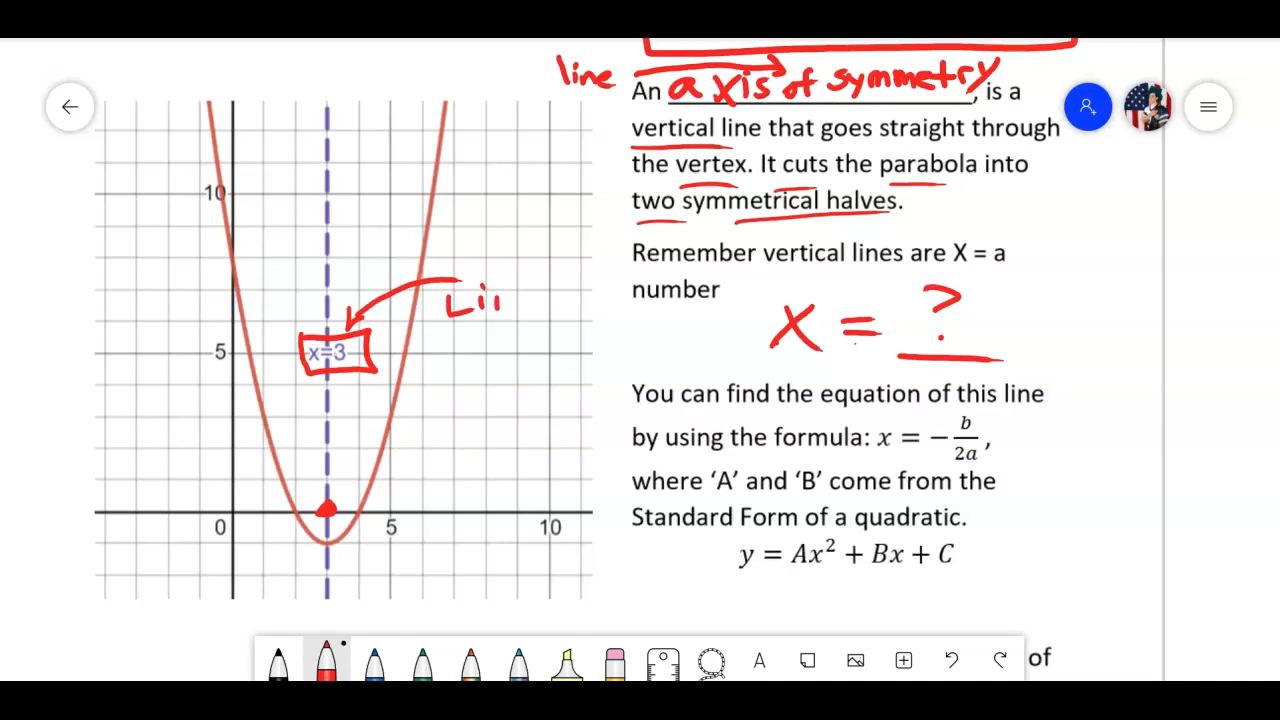 line
An axis of symmetry, is a
vertical line that goes straight through
the vertex. It cuts the parabola into
two symmetrical halves.
Remember vertical lines are X = a
number
X = ?
You can find the equation of this line
by using the formula: x = −b/2a,
where ‘A’ and ‘B’ come from the
Standard Form of a quadratic.
y = Ax² + Bx + C
10
Lii
5
x=3
0
5
10
A
of